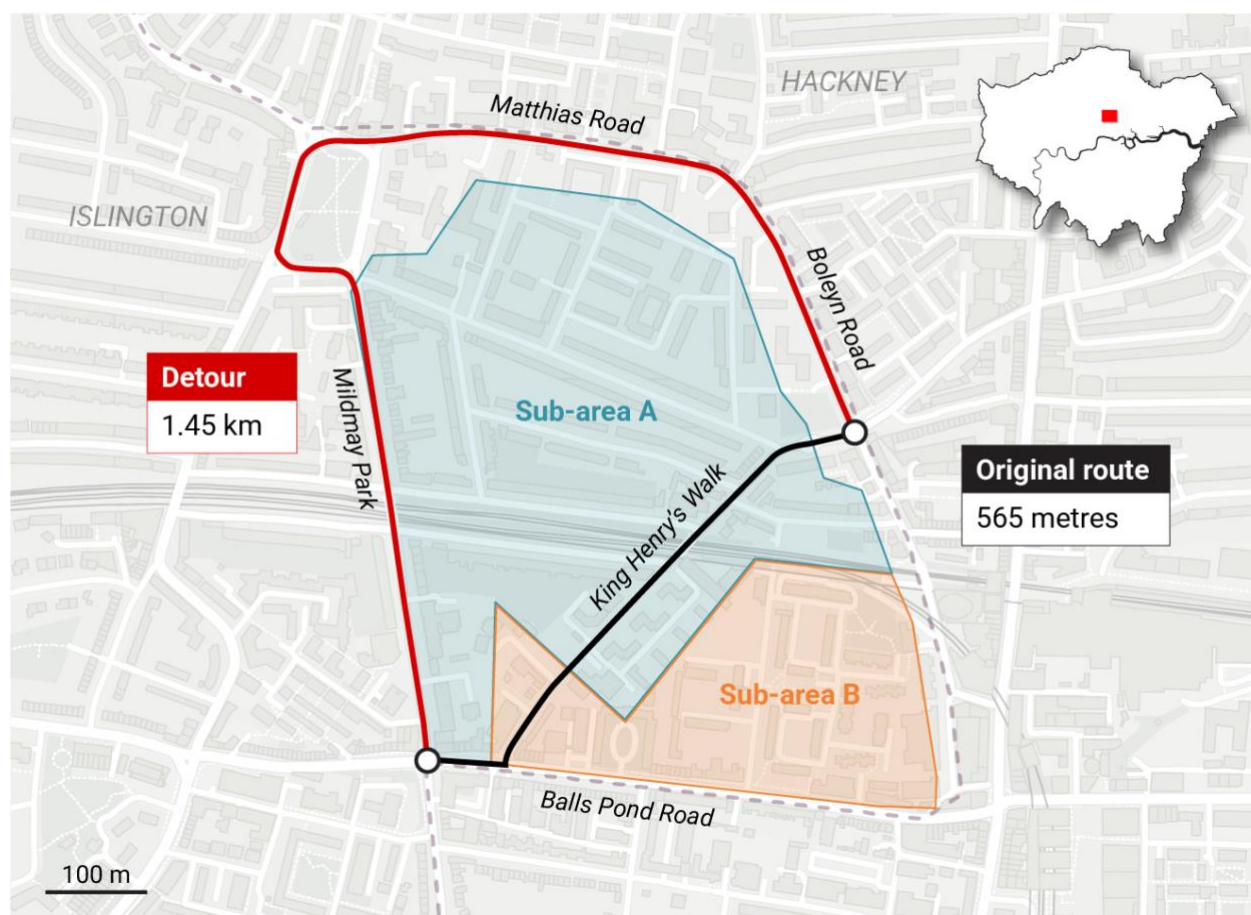 HACKNEY
Matthias Road
ISLINGTON
Boleyn Road
Detour
1.45 km
Mildmay Park
Sub-area A
Original route
565 metres
King Henry's Walk
Sub-area B
Balls Pond Road
100 m